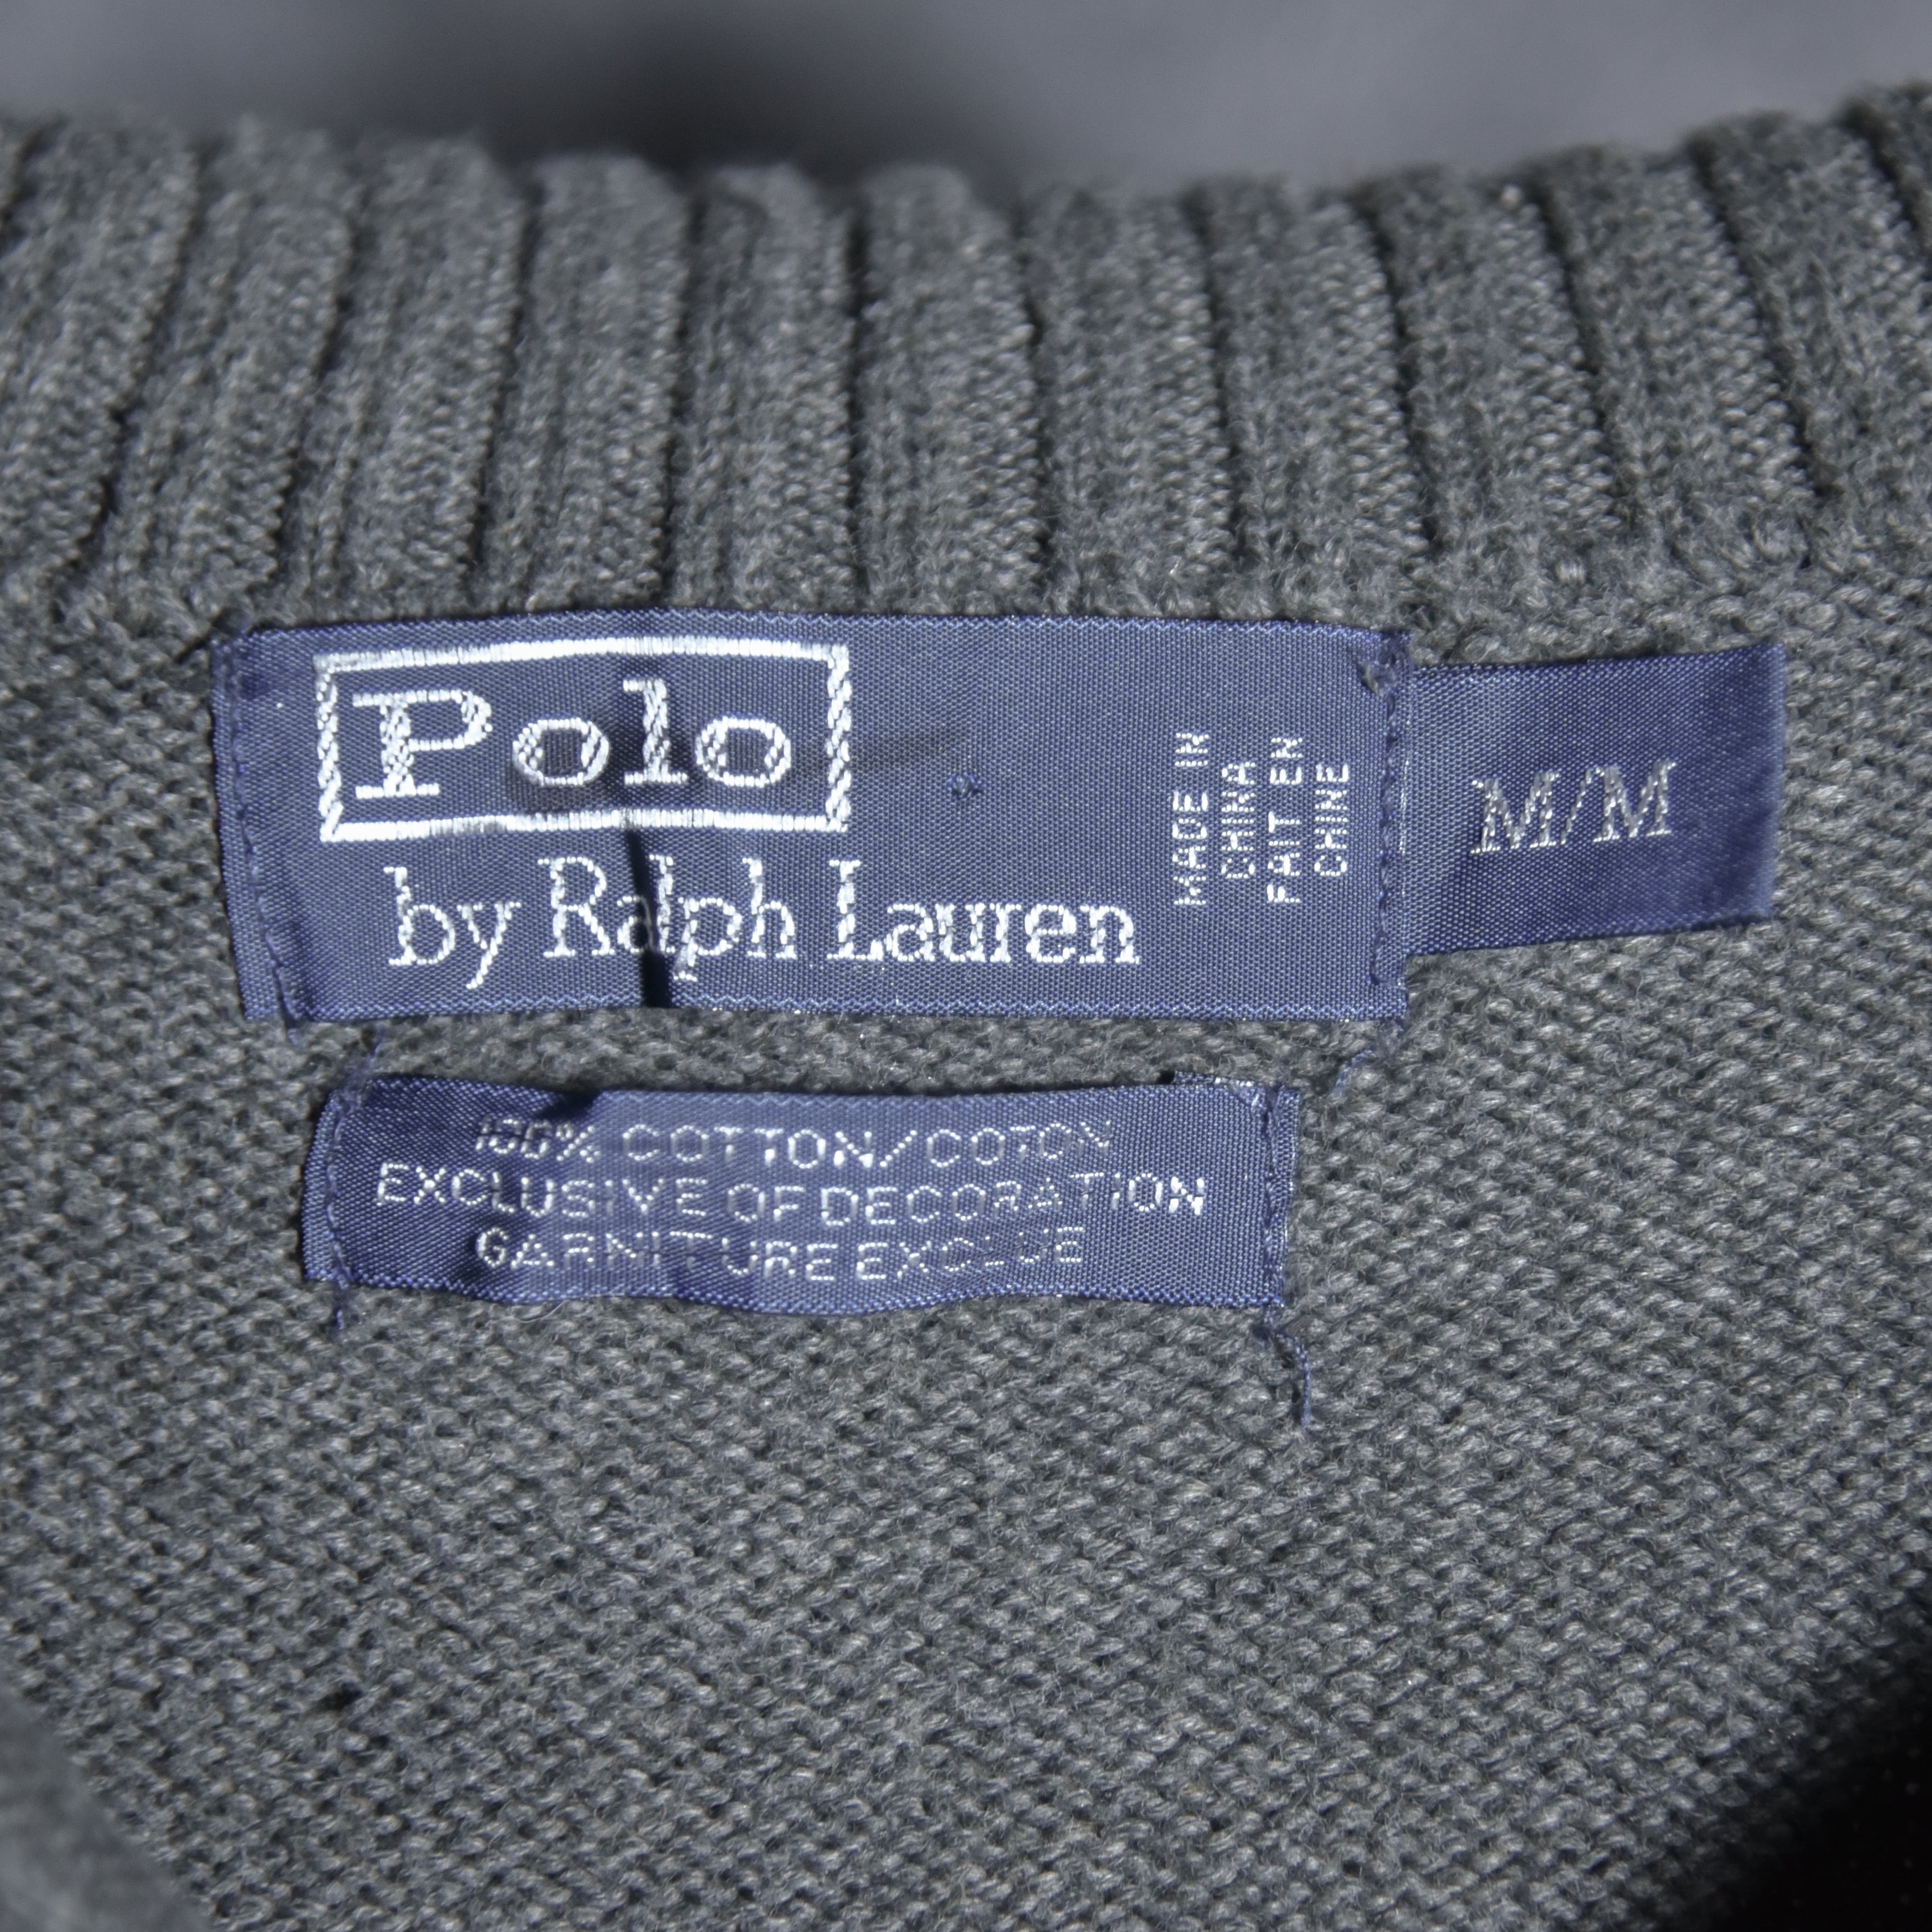 Polo
by Ralph Lauren
MADE IN
CHINA
FAIT EN
CHINE
M/M
100% COTTON/COTON
EXCLUSIVE OF DECORATION
GARNITURE EXCLUE